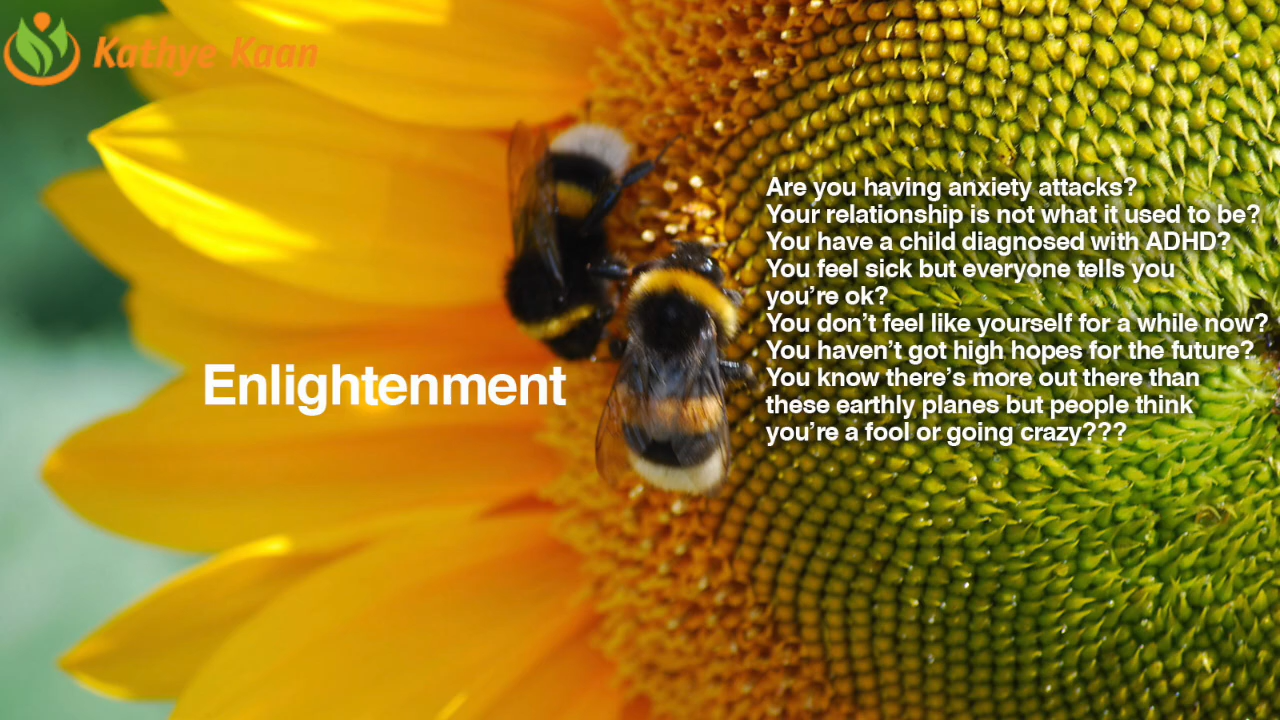 Kathye Kaan
Enlightenment
Are you having anxiety attacks?
Your relationship is not what it used to be?
You have a child diagnosed with ADHD?
You feel sick but everyone tells you
you’re ok?
You don’t feel like yourself for a while now?
You haven’t got high hopes for the future?
You know there’s more out there than
these earthly planes but people think
you’re a fool or going crazy???